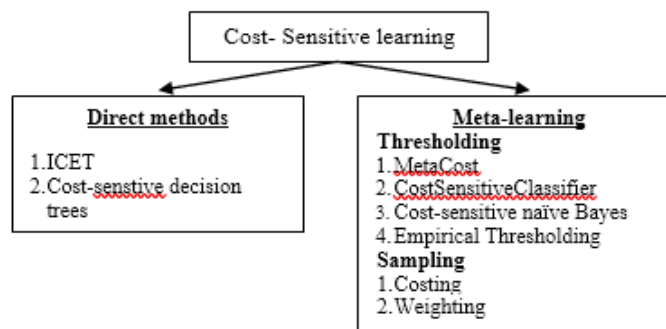 Cost- Sensitive learning
Direct methods
1.ICET
2.Cost-senstive decision
trees
Meta-learning
Thresholding
1.MetaCost
2.CostSensitiveClassifier
3. Cost-sensitive naïve Bayes
4.Empirical Thresholding
Sampling
1.Costing
2.Weighting